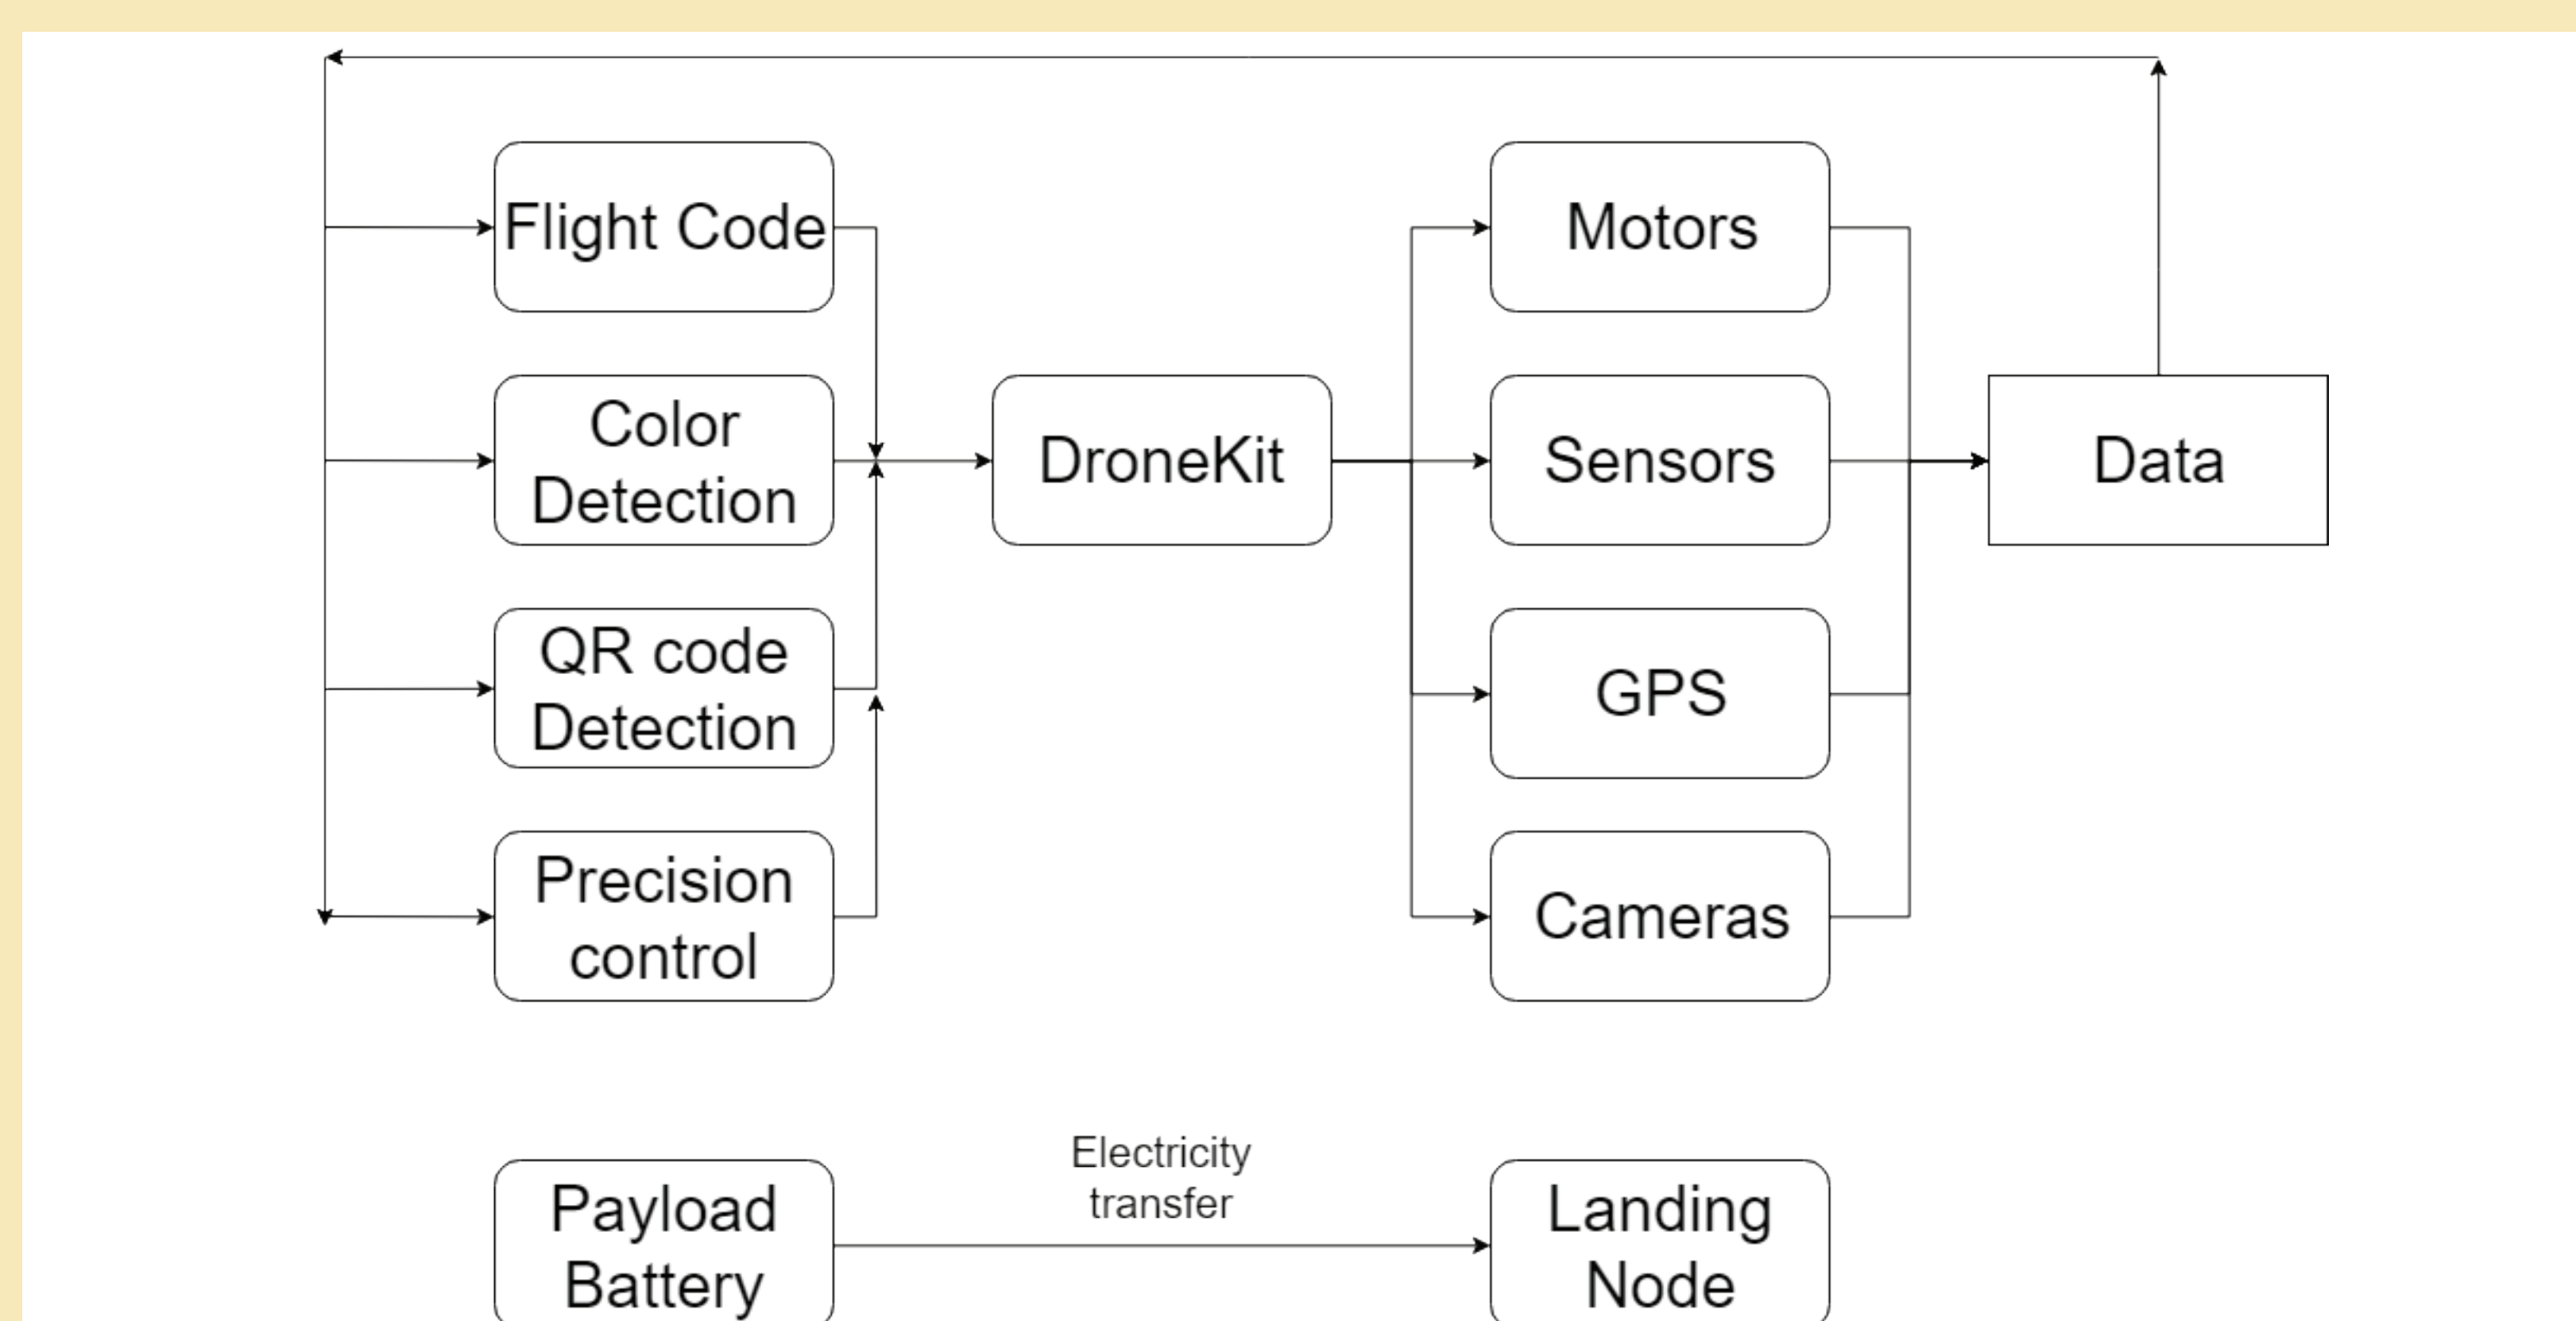 Flight Code
Motors
Color
Detection
DroneKit
Sensors
Data
QR code
Detection
GPS
Precision
control
Cameras
Electricity
transfer
Payload
Battery
Landing
Node